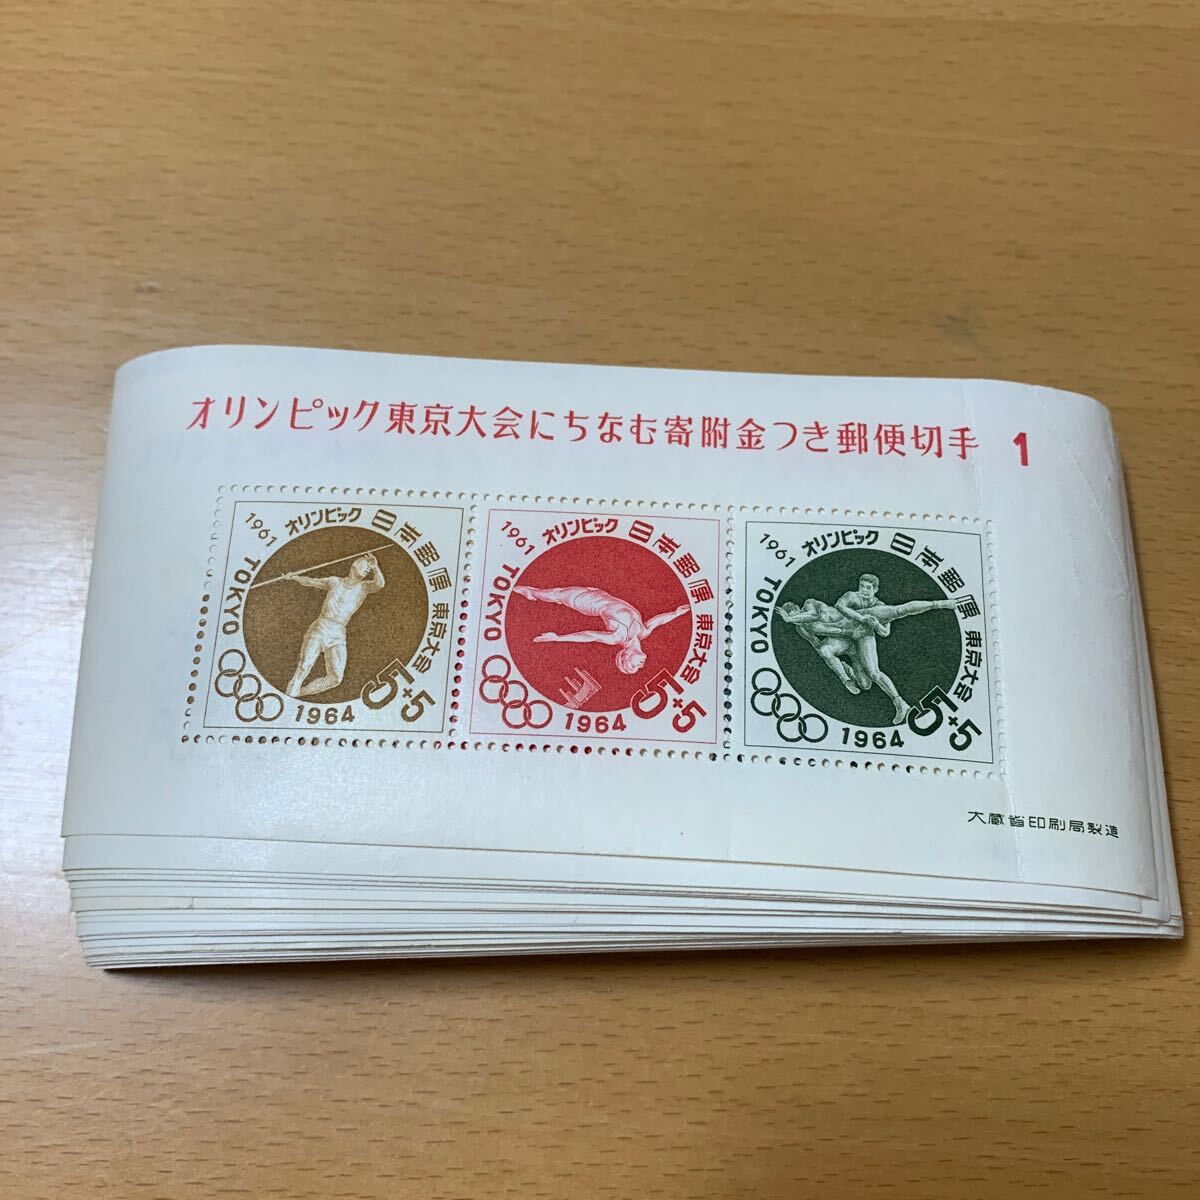 オリンピック東京大会にちなむ寄附金つき郵便切手 1
1961 オリンピック 日本郵便 東京大会
TOKYO
1964
5+5
1961 オリンピック 日本郵便 東京大会
TOKYO
1964
5+5
1961 オリンピック 日本郵便 東京大会
TOKYO
1964
5+5
大蔵省印刷局製造